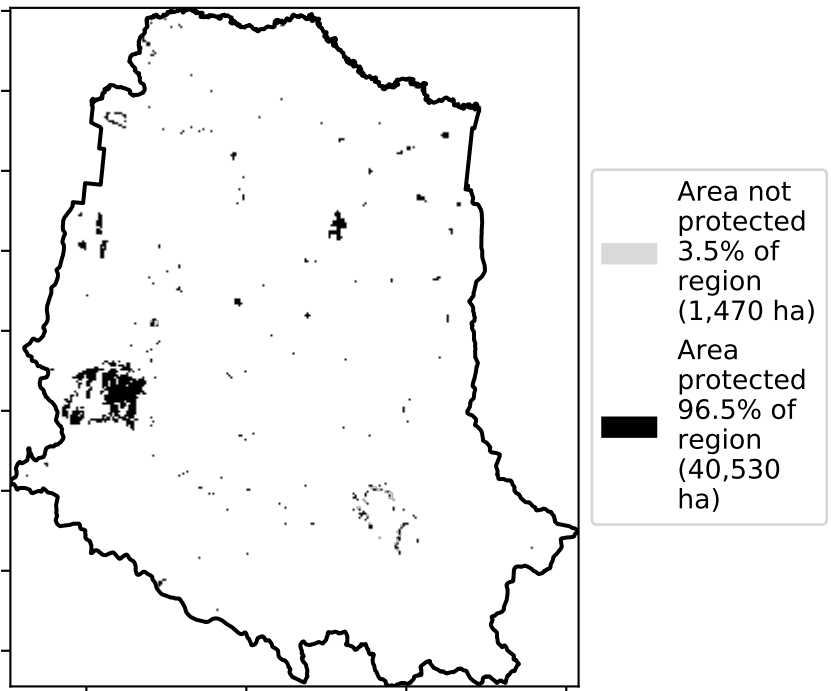 Area not
protected
3.5% of
region
(1,470 ha)
Area
protected
96.5% of
region
(40,530
ha)